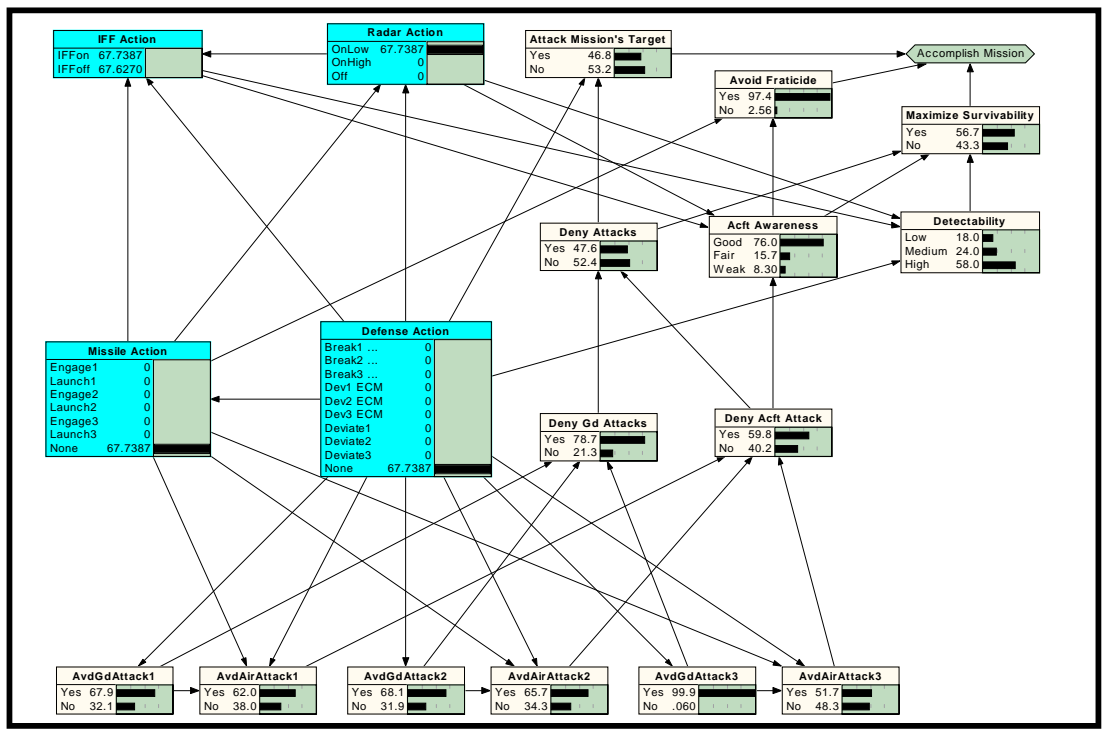 IFF Action
IFFon 67.7387
IFFoff 67.6270
Radar Action
OnLow 67.7387
OnHigh 0
Off 0
Attack Mission's Target
Yes 46.8
No 53.2
Accomplish Mission
Avoid Fraticide
Yes 97.4
No 2.56
Maximize Survivability
Yes 56.7
No 43.3
Deny Attacks
Yes 47.6
No 52.4
Acft Awareness
Good 76.0
Fair 15.7
Weak 8.30
Detectability
Low 18.0
Medium 24.0
High 58.0
Missile Action
Engage1 0
Launch1 0
Engage2 0
Launch2 0
Engage3 0
Launch3 0
None 67.7387
Defense Action
Break1 ... 0
Break2 ... 0
Break3 ... 0
Dev1 ECM 0
Dev2 ECM 0
Dev3 ECM 0
Deviate1 0
Deviate2 0
Deviate3 0
None 67.7387
Deny Gd Attacks
Yes 78.7
No 21.3
Deny Acft Attack
Yes 59.8
No 40.2
AvdGdAttack1
Yes 67.9
No 32.1
AvdAirAttack1
Yes 62.0
No 38.0
AvdGdAttack2
Yes 68.1
No 31.9
AvdAirAttack2
Yes 65.7
No 34.3
AvdGdAttack3
Yes 99.9
No .060
AvdAirAttack3
Yes 51.7
No 48.3